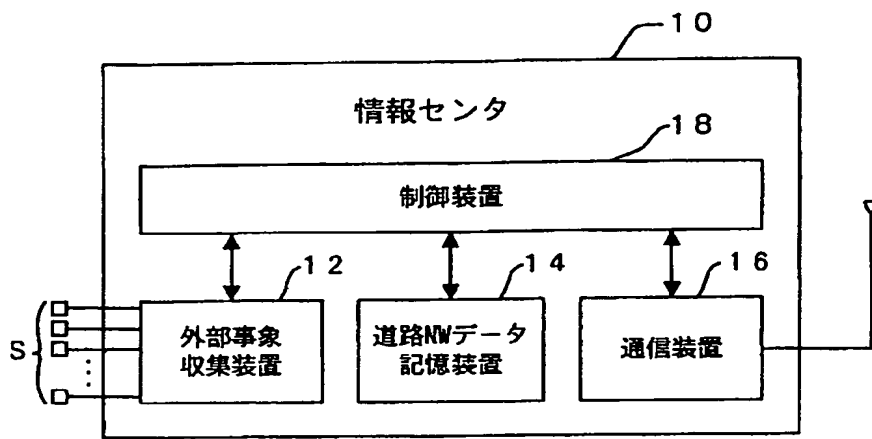 １０
情報センタ
１８
制御装置
１２
１４
１６
S
外部事象
収集装置
道路NWデータ
記憶装置
通信装置